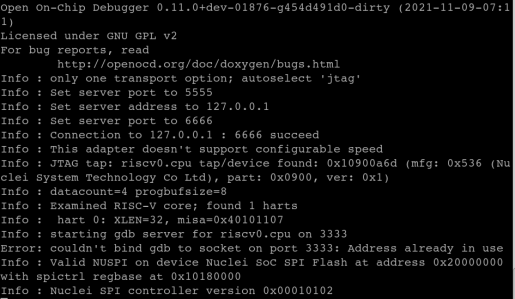 Open On-Chip Debugger 0.11.0+dev-01876-g454d491d0-dirty (2021-11-09-07:1
1)
Licensed under GNU GPL v2
For bug reports, read
http://openocd.org/doc/doxygen/bugs.html
Info : only one transport option; autoselect 'jtag'
Info : Set server port to 5555
Info : Set server address to 127.0.0.1
Info : Set server port to 6666
Info : Connection to 127.0.0.1 : 6666 succeed
Info : This adapter doesn't support configurable speed
Info : JTAG tap: riscv0.cpu tap/device found: 0x10900a6d (mfg: 0x536 (Nu
clei System Technology Co Ltd), part: 0x0900, ver: 0x1)
Info : datacount=4 progbufsize=8
Info : Examined RISC-V core; found 1 harts
Info :  hart 0: XLEN=32, misa=0x40101107
Info : starting gdb server for riscv0.cpu on 3333
Error: couldn't bind gdb to socket on port 3333: Address already in use
Info : Valid NUSPI on device Nuclei SoC SPI Flash at address 0x20000000
with spictrl regbase at 0x10180000
Info : Nuclei SPI controller version 0x00010102